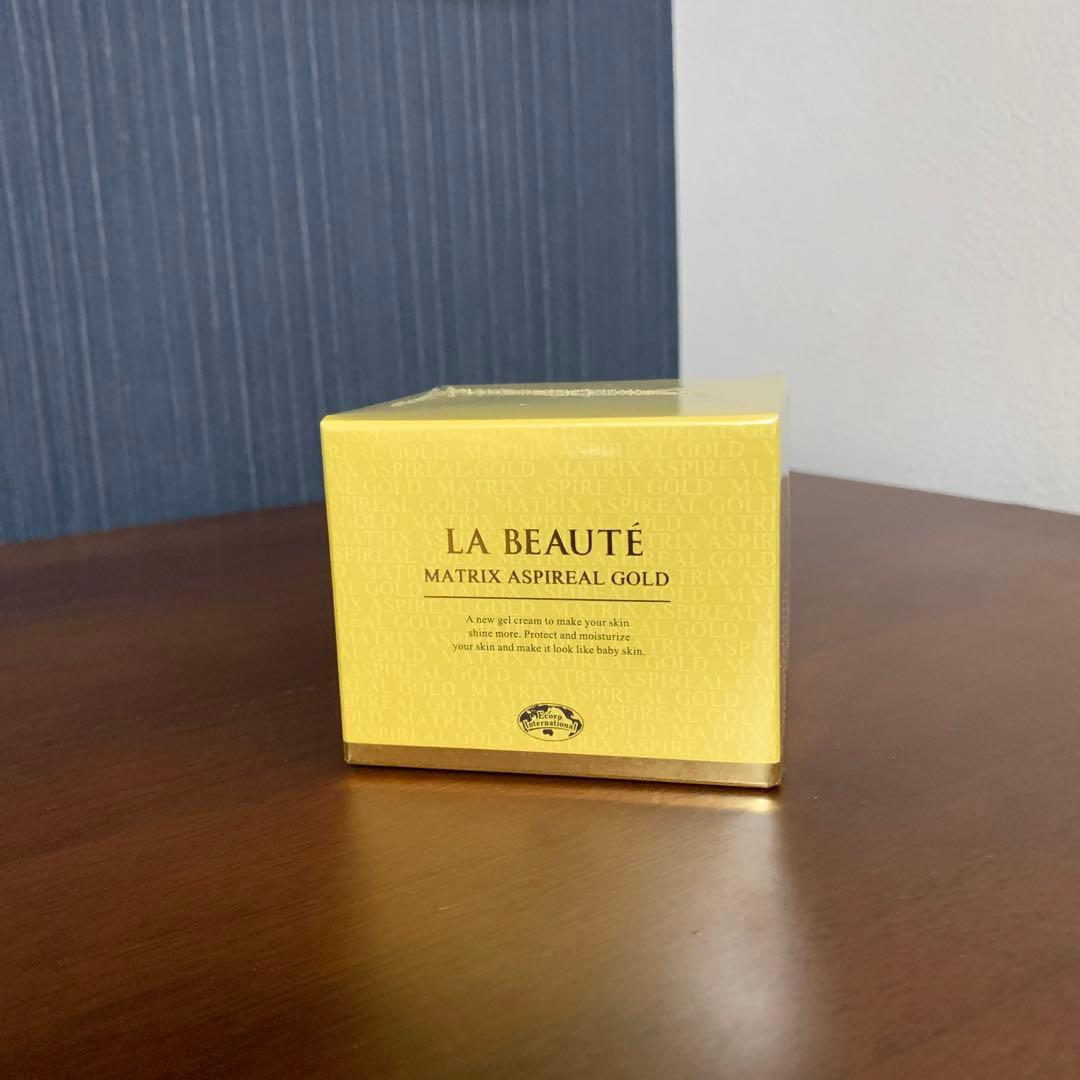 LA BEAUTÉ
MATRIX ASPIREAL GOLD
A new gel cream to make your skin
shine more. Protect and moisturize
your skin and make it look like baby skin.
Ecorp
International